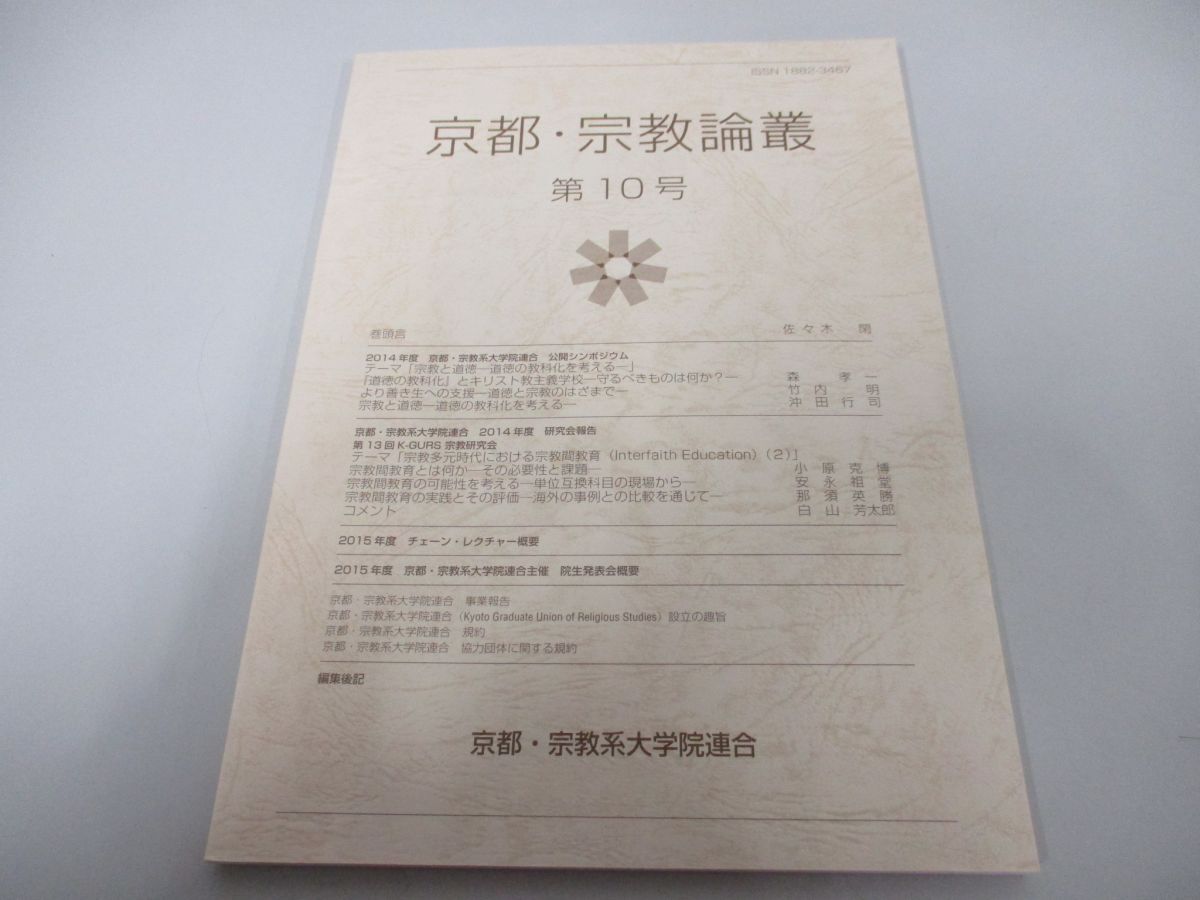 ISSN 1882-3467
京都・宗教論叢
第10号
巻頭言 佐々木 閑
2014年度 京都・宗教系大学院連合 公開シンポジウム
テーマ「宗教と道徳―道徳の教科化を考える―」
『道徳の教科化』とキリスト教主義学校―守るべきものは何か?― 森 孝一
より善き生への支援―道徳と宗教のはざまで― 竹内 明
宗教と道徳―道徳の教科化を考える― 沖田行司
京都・宗教系大学院連合 2014年度 研究会報告
第13回 K-GURS 宗教研究会
テーマ「宗教多元時代における宗教間教育(Interfaith Education)(2)」
宗教間教育とは何か―その必要性と課題― 小原克博
宗教間教育の可能性を考える―単位互換科目の現場から― 安永祖堂
宗教間教育の実践とその評価―海外の事例との比較を通じて― 那須英勝
コメント 白山芳太郎
2015年度 チェーン・レクチャー概要
2015年度 京都・宗教系大学院連合主催 院生発表会概要
京都・宗教系大学院連合 事業報告
京都・宗教系大学院連合(Kyoto Graduate Union of Religious Studies)設立の趣旨
京都・宗教系大学院連合 規約
京都・宗教系大学院連合 協力団体に関する規約
編集後記
京都・宗教系大学院連合